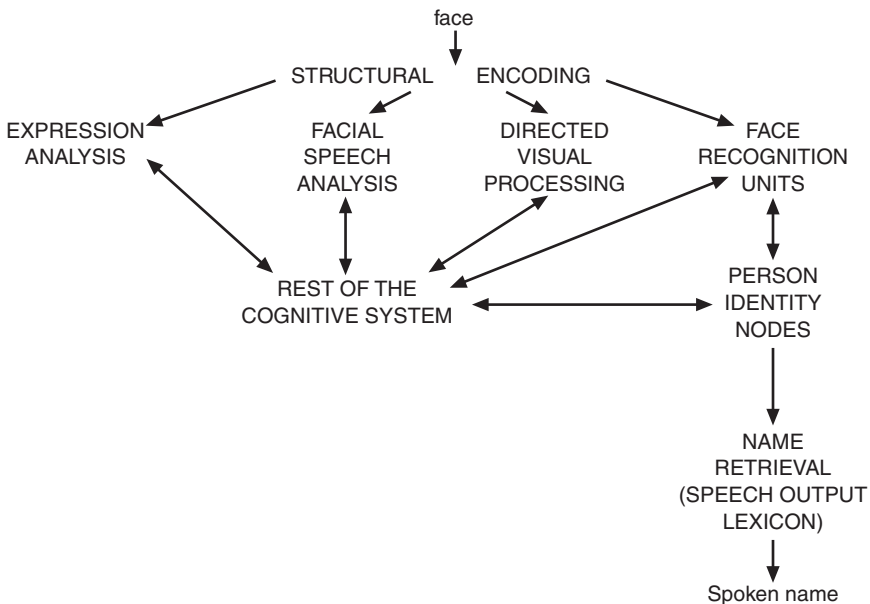 face
STRUCTURAL ENCODING
EXPRESSION
ANALYSIS
FACIAL
SPEECH
ANALYSIS
DIRECTED
VISUAL
PROCESSING
FACE
RECOGNITION
UNITS
REST OF THE
COGNITIVE SYSTEM
PERSON
IDENTITY
NODES
NAME
RETRIEVAL
(SPEECH OUTPUT
LEXICON)
Spoken name